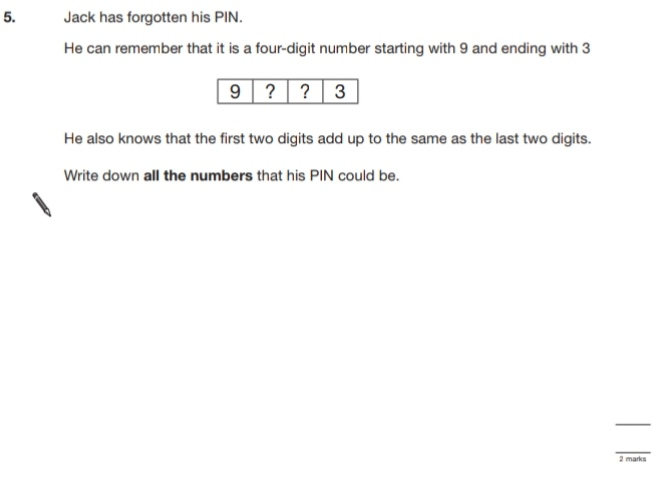 5. Jack has forgotten his PIN.
He can remember that it is a four-digit number starting with 9 and ending with 3
9 ? ? 3
He also knows that the first two digits add up to the same as the last two digits.
Write down all the numbers that his PIN could be.
2 marks